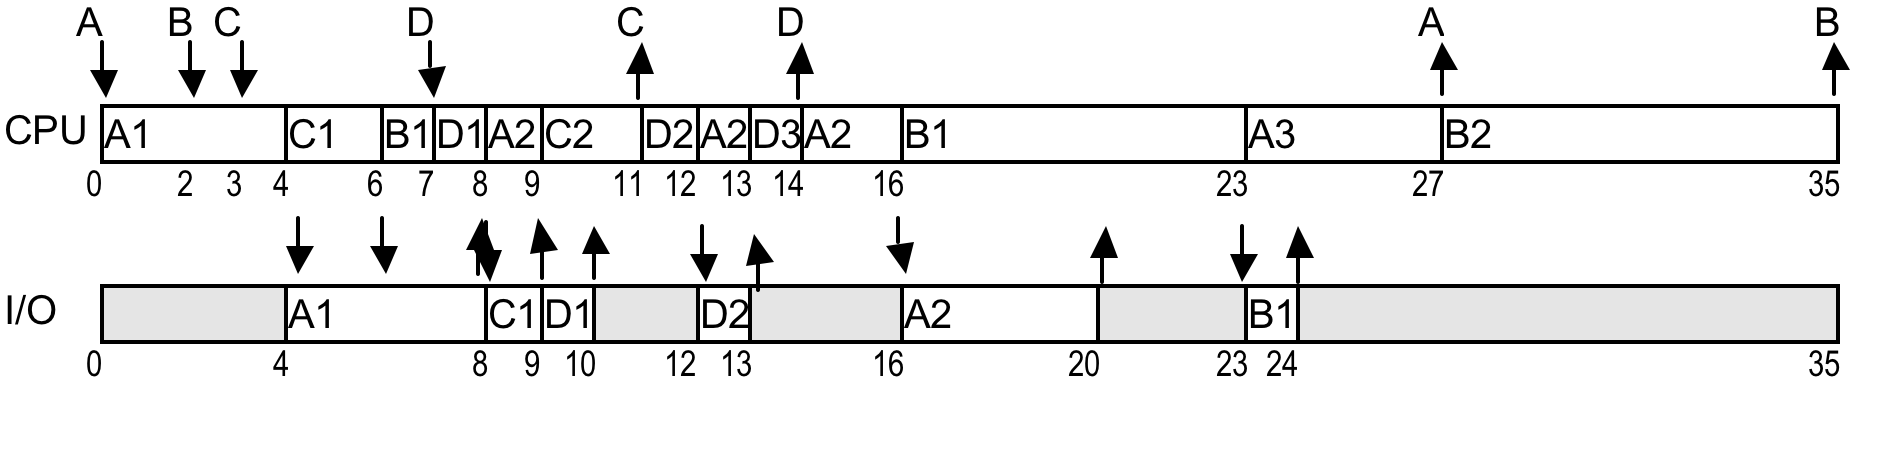 A B C D C D A B
CPU A1 C1 B1 D1 A2 C2 D2 A2 D3 A2 B1 A3 B2
0 2 3 4 6 7 8 9 11 12 13 14 16 23 27 35
I/O A1 C1 D1 D2 A2 B1
0 4 8 9 10 12 13 16 20 23 24 35